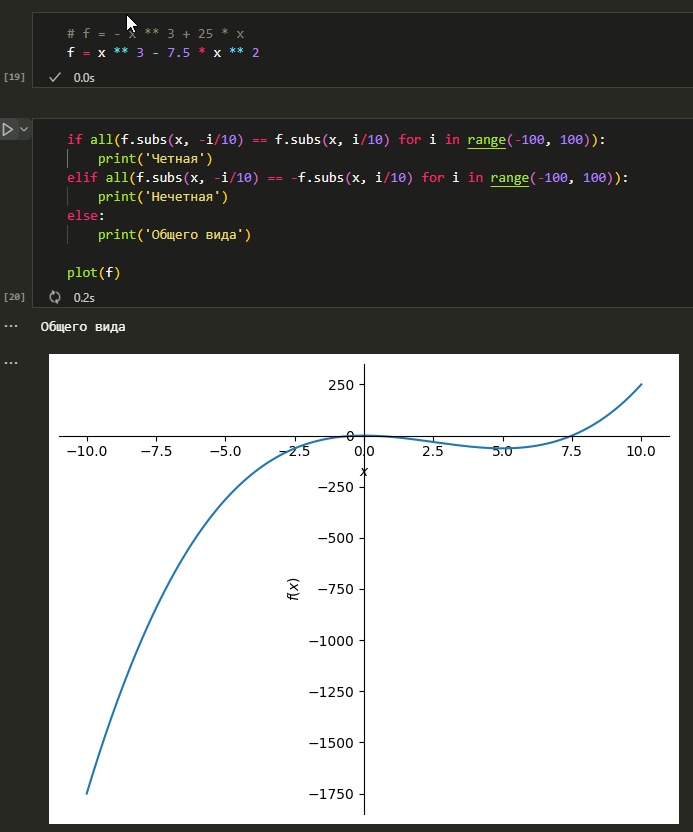 # f = - x ** 3 + 25 * x
f = x ** 3 - 7.5 * x ** 2
[19]
0.0s
if all(f.subs(x, -i/10) == f.subs(x, i/10) for i in range(-100, 100)):
print('Четная')
elif all(f.subs(x, -i/10) == -f.subs(x, i/10) for i in range(-100, 100)):
print('Нечетная')
else:
print('Общего вида')
plot(f)
[20]
0.2s
...
Общего вида
...
250
0
−10.0 −7.5 −5.0 −2.5 0.0 2.5 5.0 7.5 10.0
x
−250
−500
f(x)
−750
−1000
−1250
−1500
−1750